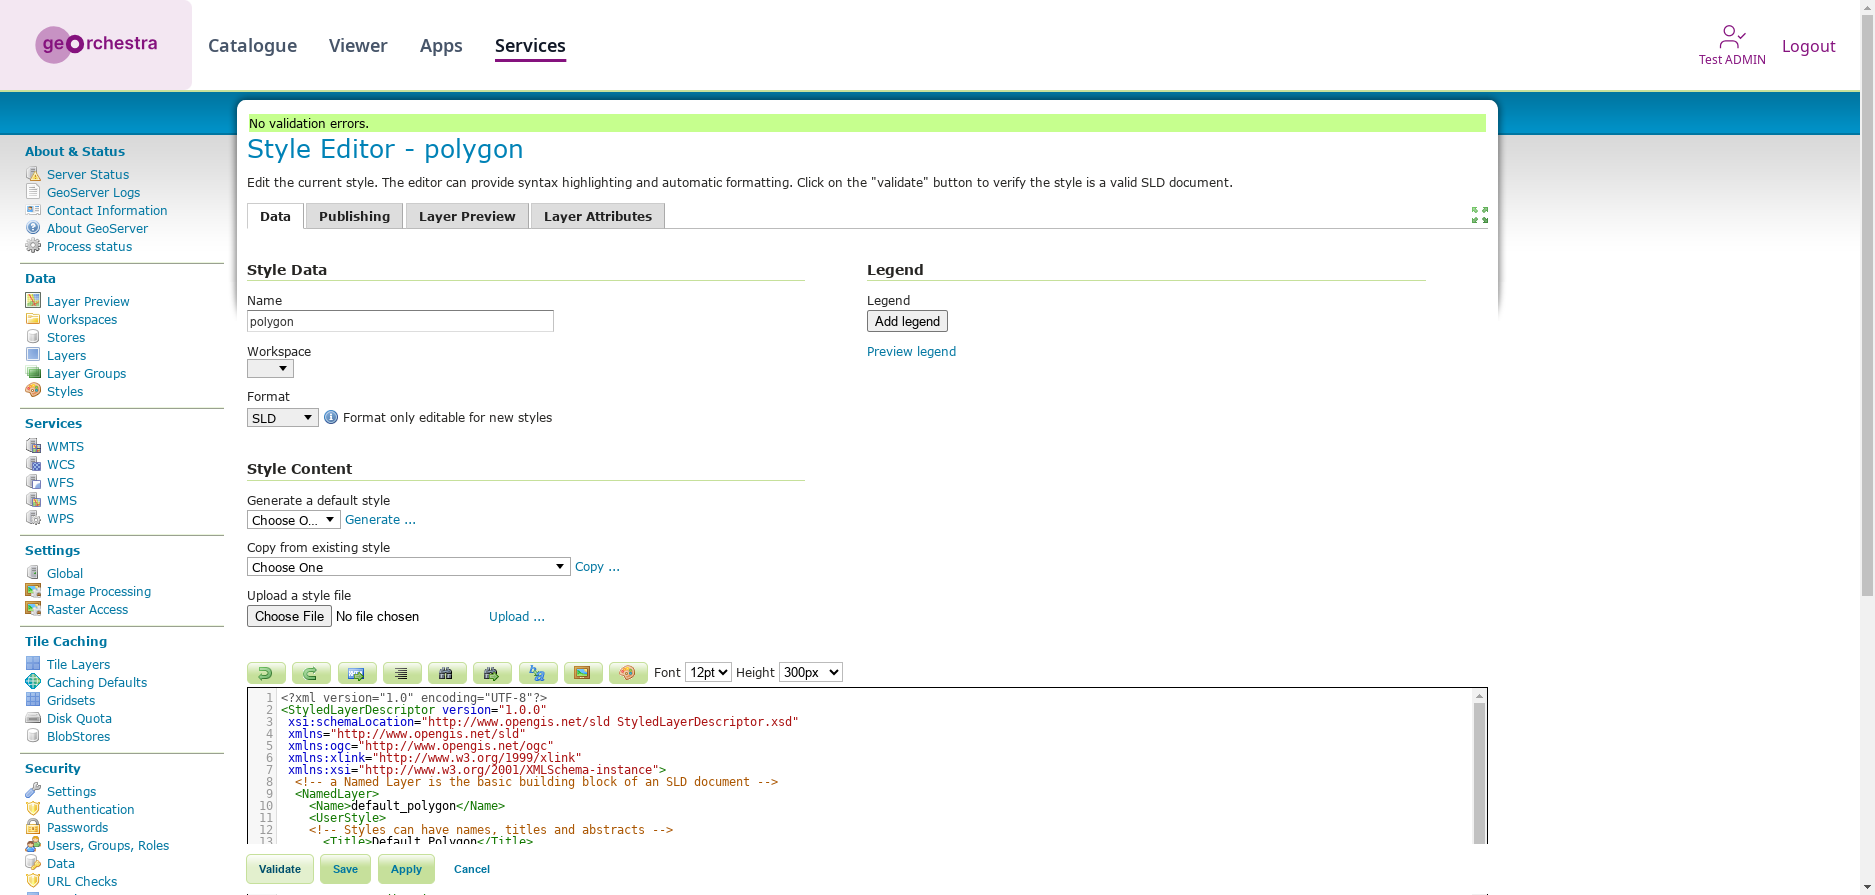 geOrchestra
Catalogue
Viewer
Apps
Services
Test ADMIN
Logout
About & Status
Server Status
GeoServer Logs
Contact Information
About GeoServer
Process status
Data
Layer Preview
Workspaces
Stores
Layers
Layer Groups
Styles
Services
WMTS
WCS
WFS
WMS
WPS
Settings
Global
Image Processing
Raster Access
Tile Caching
Tile Layers
Caching Defaults
Gridsets
Disk Quota
BlobStores
Security
Settings
Authentication
Passwords
Users, Groups, Roles
Data
URL Checks
No validation errors.
Style Editor - polygon
Edit the current style. The editor can provide syntax highlighting and automatic formatting. Click on the "validate" button to verify the style is a valid SLD document.
Data
Publishing
Layer Preview
Layer Attributes
Style Data
Name
polygon
Workspace
Format
SLD
Format only editable for new styles
Legend
Legend
Add legend
Preview legend
Style Content
Generate a default style
Choose O...
Generate ...
Copy from existing style
Choose One
Copy ...
Upload a style file
Choose File No file chosen
Upload ...
Font 12pt Height 300px
1 <?xml version="1.0" encoding="UTF-8"?>
2 <StyledLayerDescriptor version="1.0.0"
3 xsi:schemaLocation="http://www.opengis.net/sld StyledLayerDescriptor.xsd"
4 xmlns="http://www.opengis.net/sld"
5 xmlns:ogc="http://www.opengis.net/ogc"
6 xmlns:xlink="http://www.w3.org/1999/xlink"
7 xmlns:xsi="http://www.w3.org/2001/XMLSchema-instance">
8 <!-- a Named Layer is the basic building block of an SLD document -->
9 <NamedLayer>
10 <Name>default_polygon</Name>
11 <UserStyle>
12 <!-- Styles can have names, titles and abstracts -->
13 <Title>Default Polygon</Title>
Validate
Save
Apply
Cancel